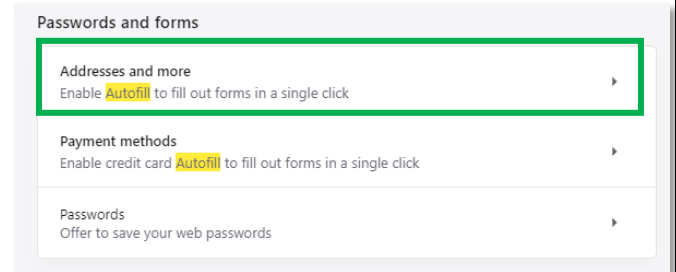 Passwords and forms
Addresses and more
Enable Autofill to fill out forms in a single click
Payment methods
Enable credit card Autofill to fill out forms in a single click
Passwords
Offer to save your web passwords